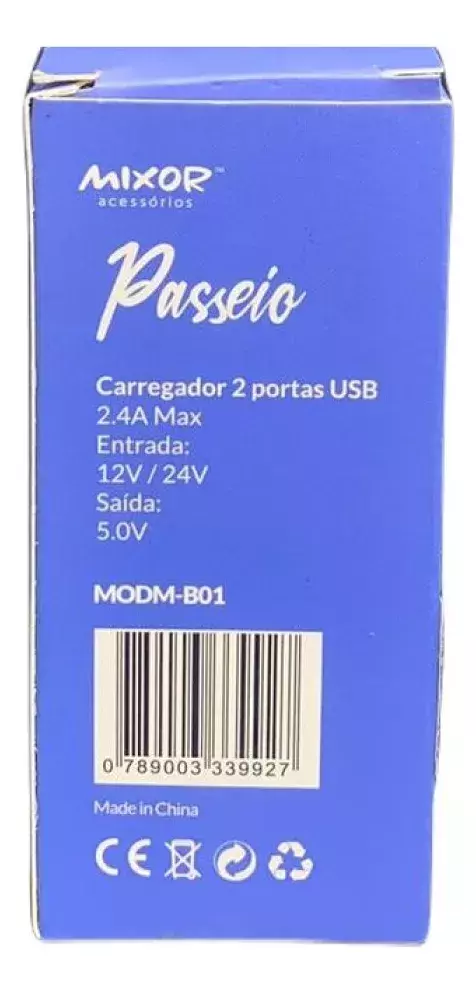 MIXOR™
acessórios
Passeio
Carregador 2 portas USB
2.4A Max
Entrada:
12V / 24V
Saída:
5.0V
MODM-B01
0 789003 339927
Made in China
CE